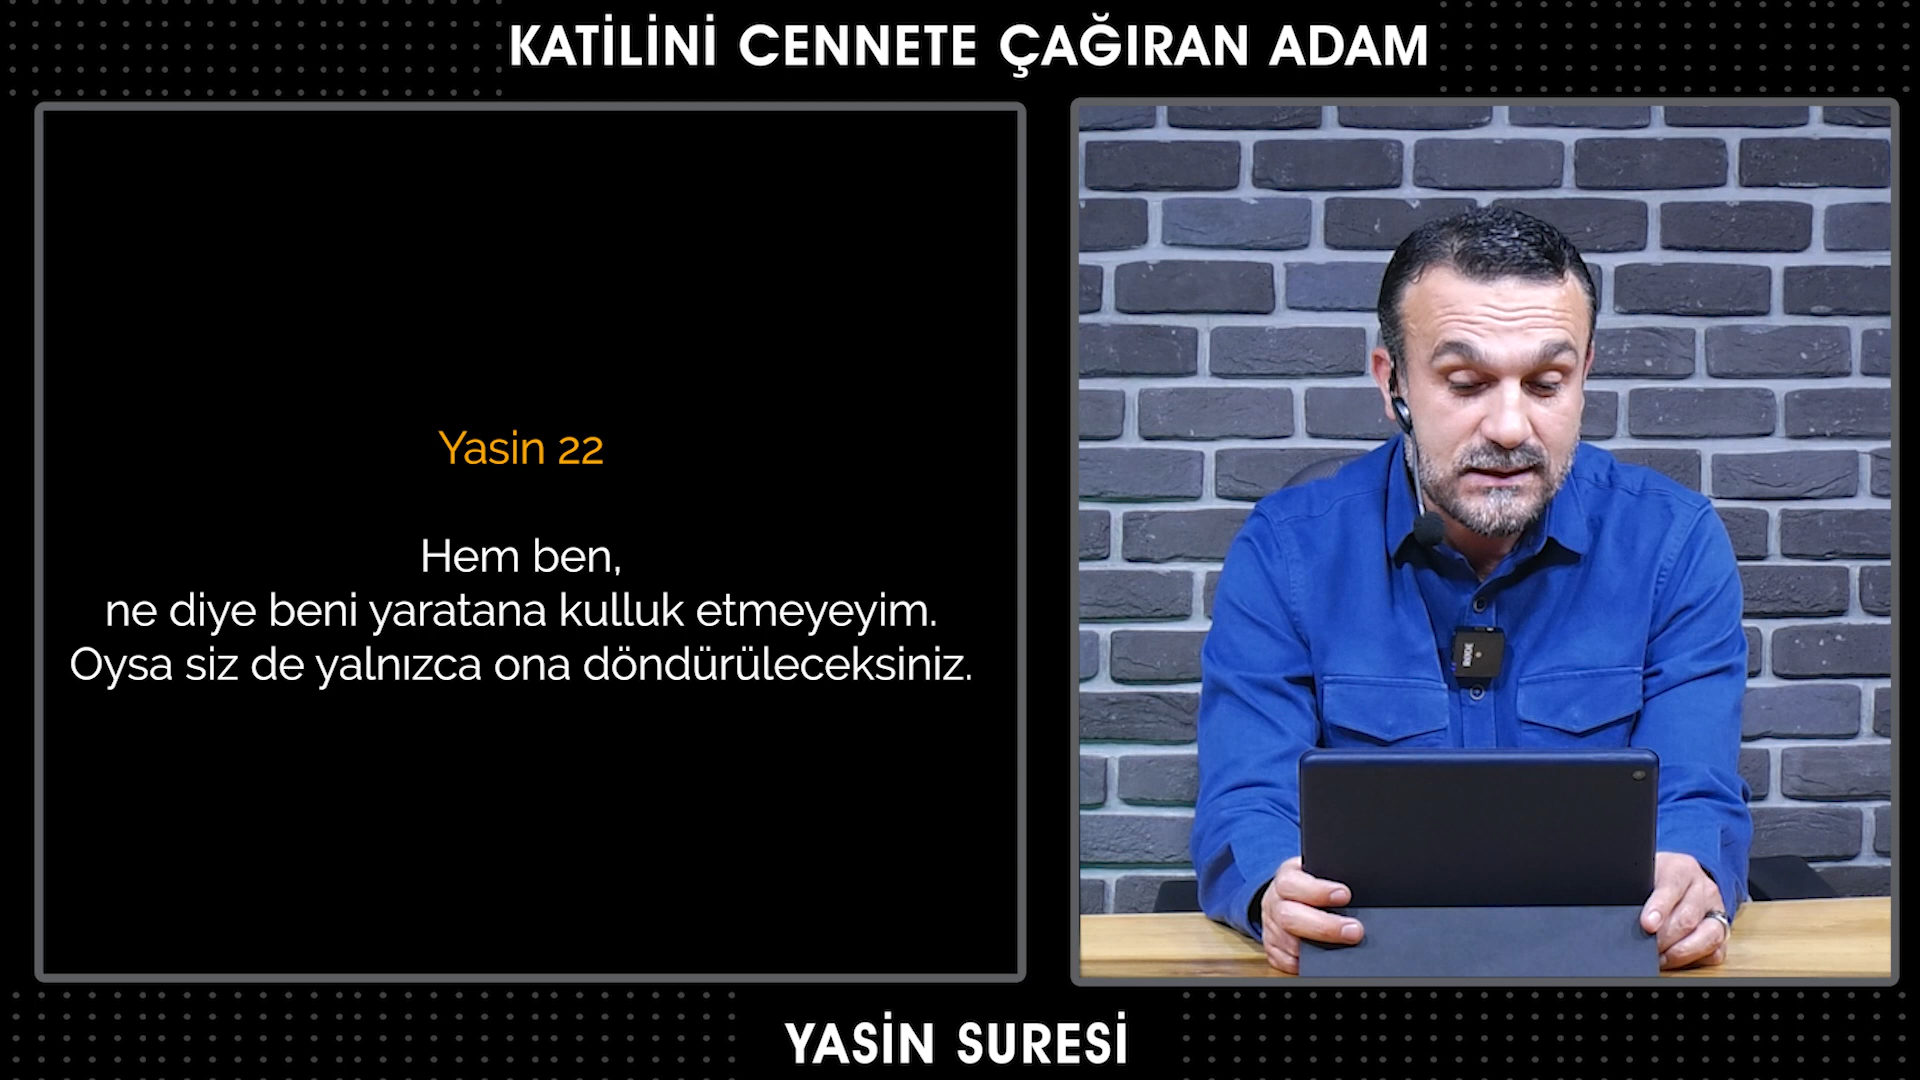 KATİLİNİ CENNETE ÇAĞIRAN ADAM
Yasin 22
Hem ben,
ne diye beni yaratana kulluk etmeyeyim.
Oysa siz de yalnızca ona döndürüleceksiniz.
RODE
YASİN SURESİ